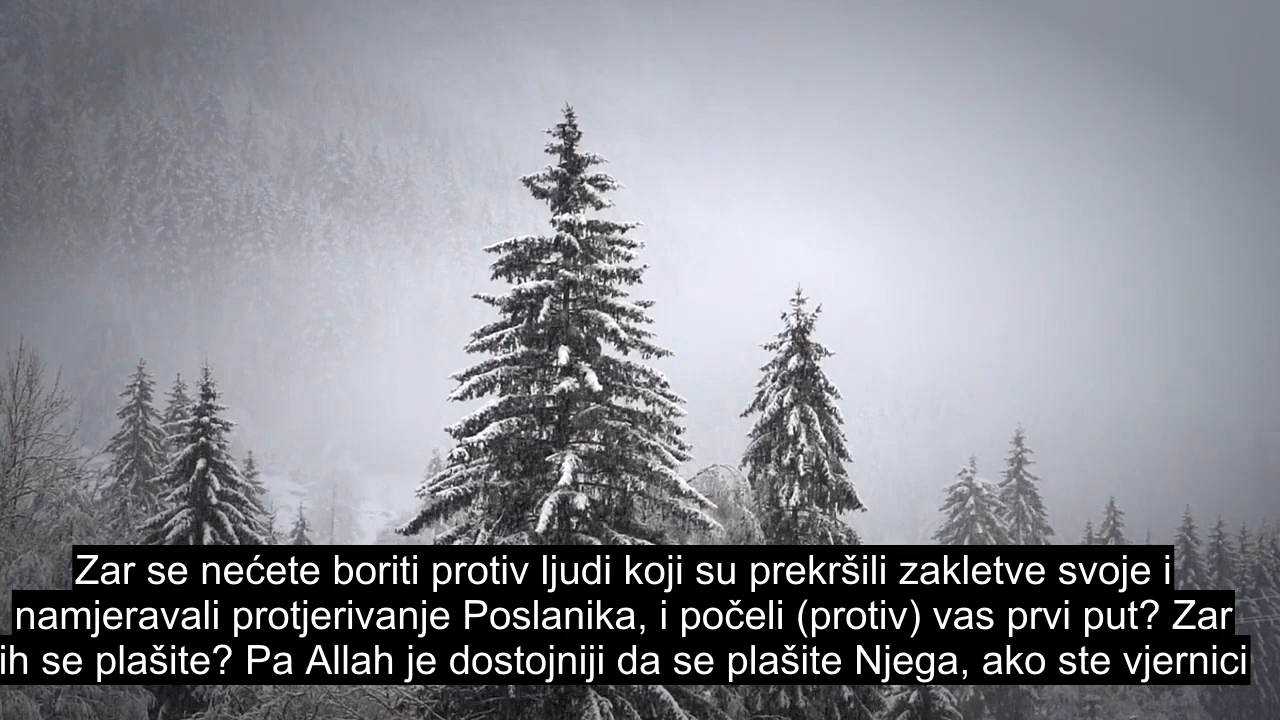 Zar se nećete boriti protiv ljudi koji su prekršili zakletve svoje i
namjeravali protjerivanje Poslanika, i počeli (protiv) vas prvi put? Zar
ih se plašite? Pa Allah je dostojniji da se plašite Njega, ako ste vjernici